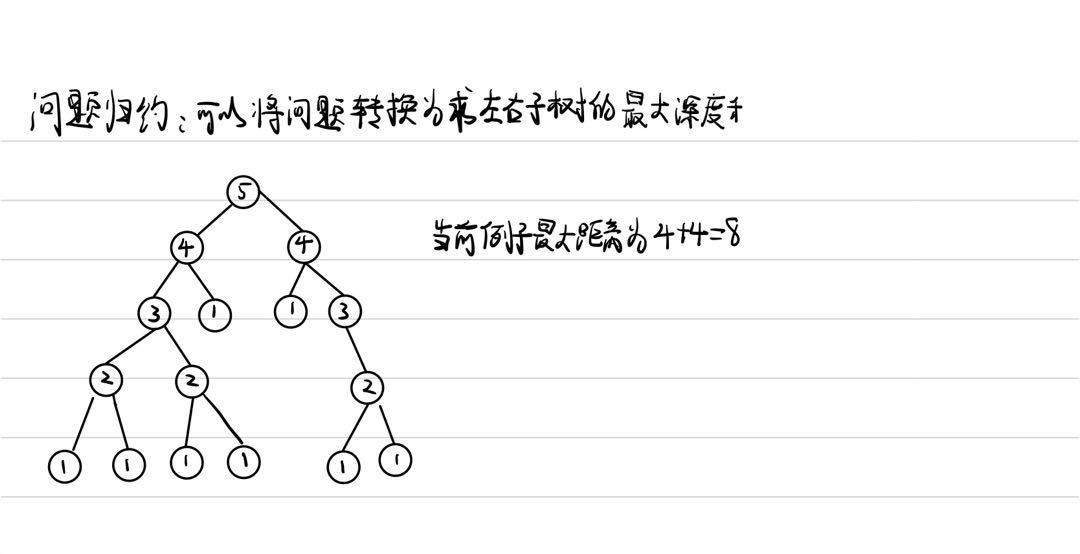 问题归约：可以将问题转换为求左右子树的最大深度和
5
当前例子最大距离为4+4=8
4 4
3 1 1 3
2 2 2
1 1 1 1 1 1